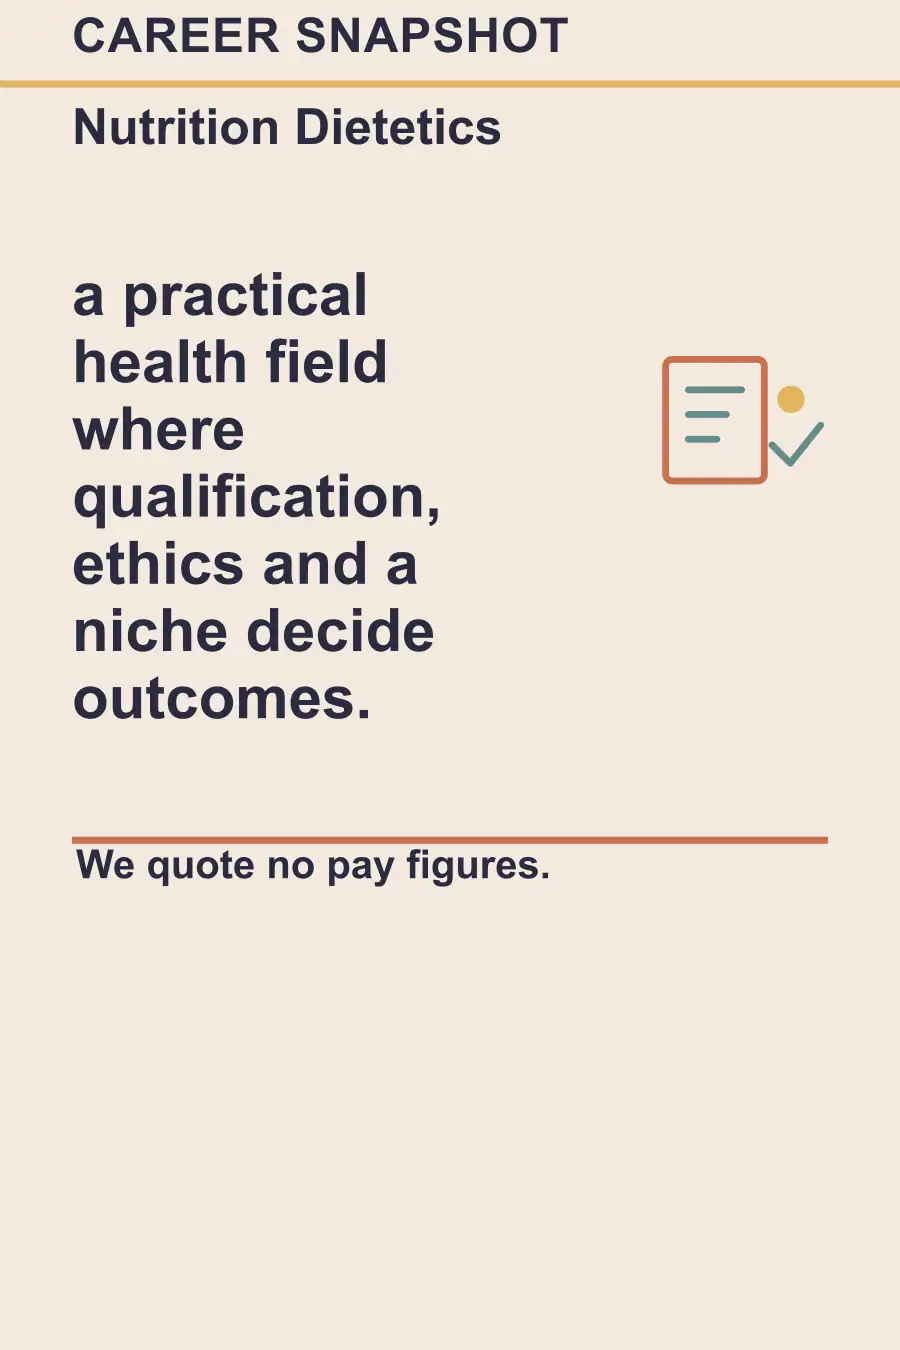 CAREER SNAPSHOT
Nutrition Dietetics
a practical
health field
where
qualification,
ethics and a
niche decide
outcomes.
We quote no pay figures.